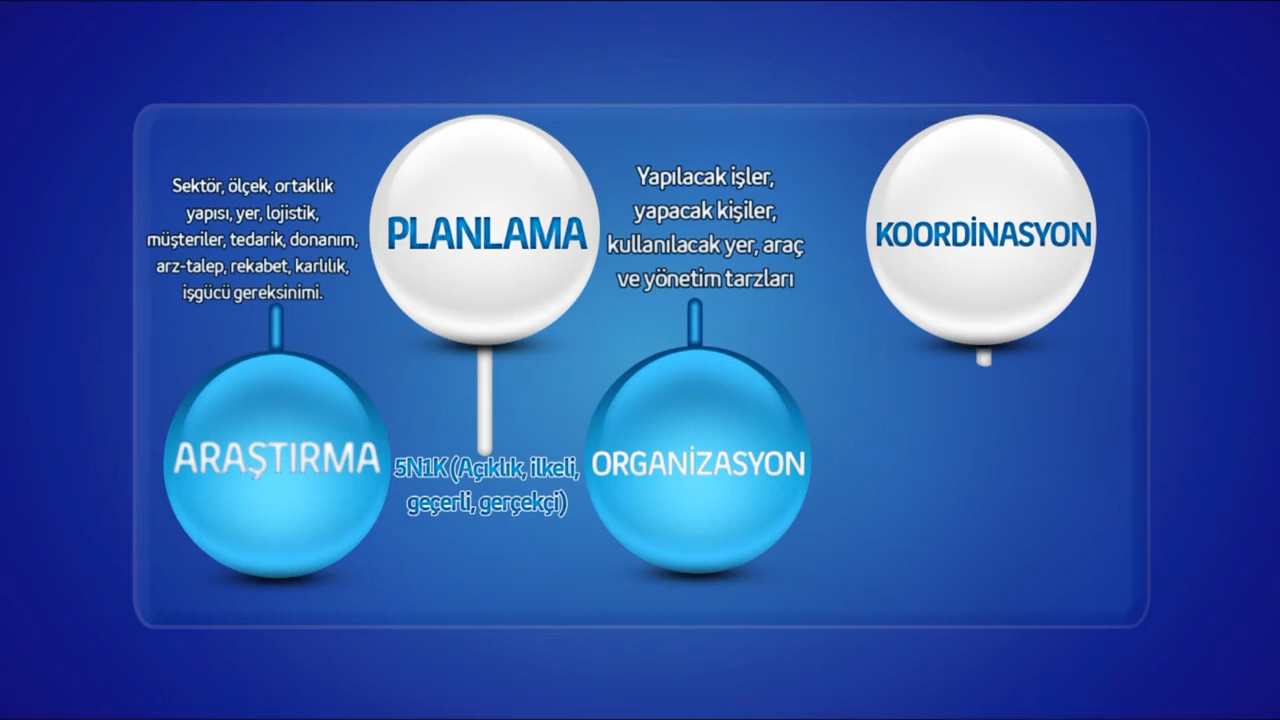 Sektör, ölçek, ortaklık
yapısı, yer, lojistik,
müşteriler, tedarik, donanım,
arz-talep, rekabet, karlılık,
işgücü gereksinimi.
ARAŞTIRMA
PLANLAMA
5N1K (Açıklık, ilkeli,
geçerli, gerçekçi)
Yapılacak işler,
yapacak kişiler,
kullanılacak yer, araç
ve yönetim tarzları
ORGANİZASYON
KOORDİNASYON